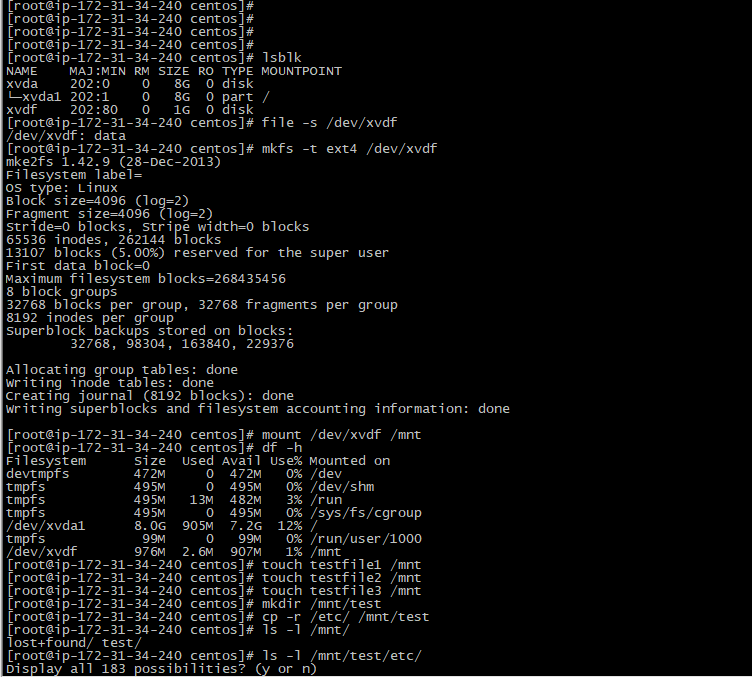 [root@ip-172-31-34-240 centos]#
[root@ip-172-31-34-240 centos]#
[root@ip-172-31-34-240 centos]#
[root@ip-172-31-34-240 centos]#
[root@ip-172-31-34-240 centos]# lsblk
NAME    MAJ:MIN RM SIZE RO TYPE MOUNTPOINT
xvda    202:0    0   8G  0 disk
└─xvda1 202:1    0   8G  0 part /
xvdf    202:80   0   1G  0 disk
[root@ip-172-31-34-240 centos]# file -s /dev/xvdf
/dev/xvdf: data
[root@ip-172-31-34-240 centos]# mkfs -t ext4 /dev/xvdf
mke2fs 1.42.9 (28-Dec-2013)
Filesystem label=
OS type: Linux
Block size=4096 (log=2)
Fragment size=4096 (log=2)
Stride=0 blocks, Stripe width=0 blocks
65536 inodes, 262144 blocks
13107 blocks (5.00%) reserved for the super user
First data block=0
Maximum filesystem blocks=268435456
8 block groups
32768 blocks per group, 32768 fragments per group
8192 inodes per group
Superblock backups stored on blocks:
        32768, 98304, 163840, 229376

Allocating group tables: done
Writing inode tables: done
Creating journal (8192 blocks): done
Writing superblocks and filesystem accounting information: done

[root@ip-172-31-34-240 centos]# mount /dev/xvdf /mnt
[root@ip-172-31-34-240 centos]# df -h
Filesystem      Size  Used Avail Use% Mounted on
devtmpfs        472M     0  472M   0% /dev
tmpfs           495M     0  495M   0% /dev/shm
tmpfs           495M   13M  482M   3% /run
tmpfs           495M     0  495M   0% /sys/fs/cgroup
/dev/xvda1      8.0G  905M  7.2G  12% /
tmpfs            99M     0   99M   0% /run/user/1000
/dev/xvdf       976M  2.6M  907M   1% /mnt
[root@ip-172-31-34-240 centos]# touch testfile1 /mnt
[root@ip-172-31-34-240 centos]# touch testfile2 /mnt
[root@ip-172-31-34-240 centos]# touch testfile3 /mnt
[root@ip-172-31-34-240 centos]# mkdir /mnt/test
[root@ip-172-31-34-240 centos]# cp -r /etc/ /mnt/test
[root@ip-172-31-34-240 centos]# ls -l /mnt/
lost+found/ test/
[root@ip-172-31-34-240 centos]# ls -l /mnt/test/etc/
Display all 183 possibilities? (y or n)